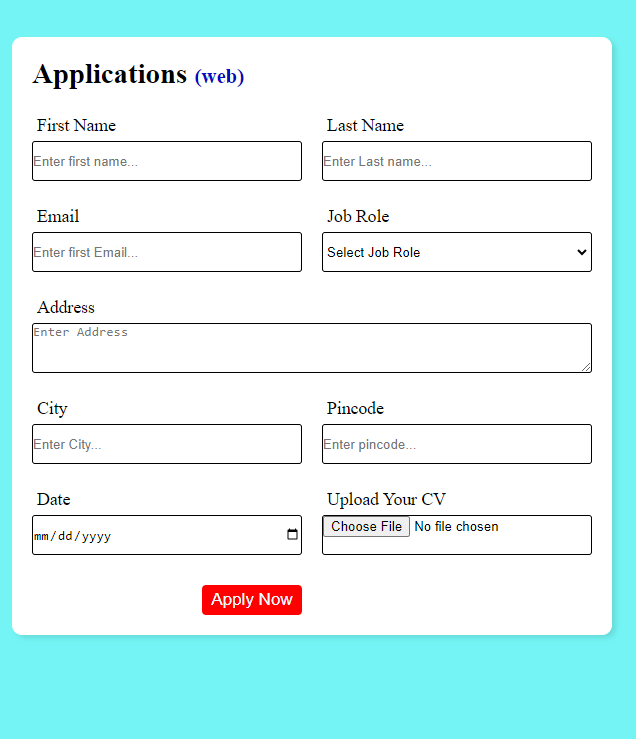 Applications (web)
First Name Last Name
Enter first name... Enter Last name...
Email Job Role
Enter first Email... Select Job Role
Address
Enter Address
City Pincode
Enter City... Enter pincode...
Date Upload Your CV
mm/dd/yyyy Choose File No file chosen
Apply Now